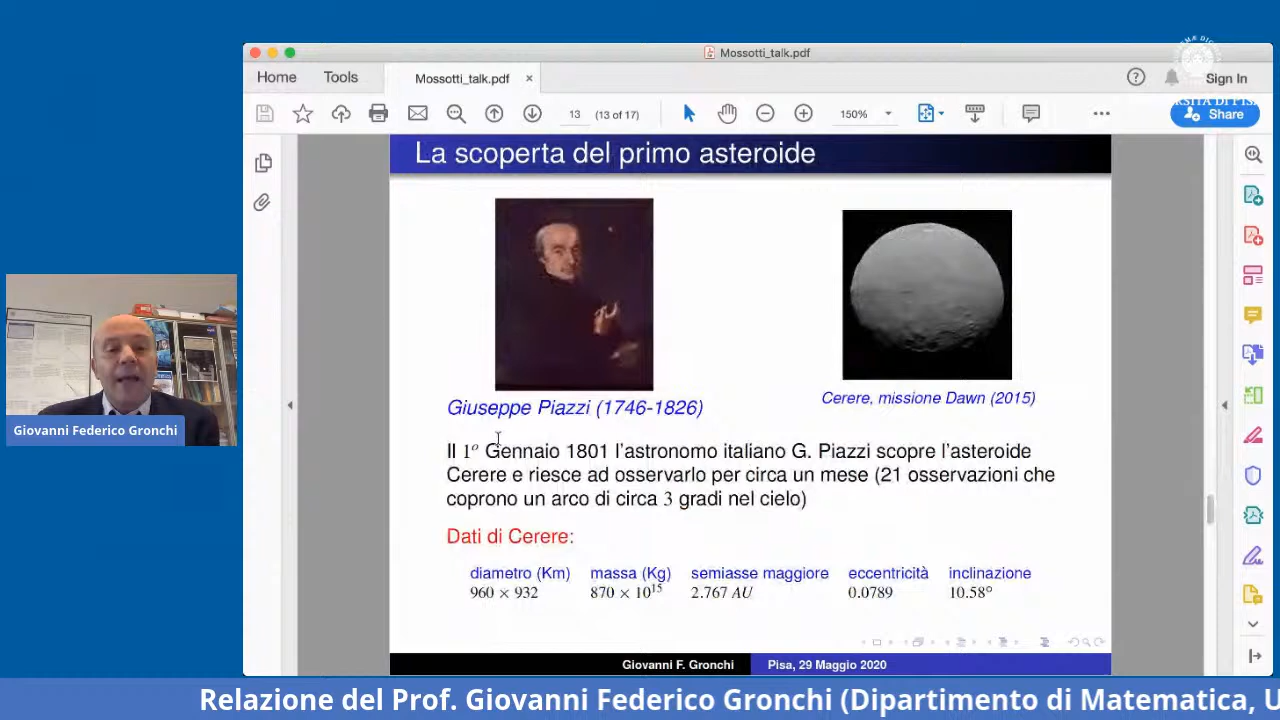 Mossotti_talk.pdf
Home
Tools
Mossotti_talk.pdf
×
Sign In
13
(13 of 17)
150%
RSITÀ DI PIS
Share
La scoperta del primo asteroide
Giuseppe Piazzi (1746-1826)
Cerere, missione Dawn (2015)
Il 1º Gennaio 1801 l'astronomo italiano G. Piazzi scopre l'asteroide
Cerere e riesce ad osservarlo per circa un mese (21 osservazioni che
coprono un arco di circa 3 gradi nel cielo)
Dati di Cerere:
diametro (Km) massa (Kg) semiasse maggiore eccentricità inclinazione
960 × 932 870 × 10¹⁵ 2.767 AU 0.0789 10.58°
Giovanni F. Gronchi
Pisa, 29 Maggio 2020
Giovanni Federico Gronchi
Relazione del Prof. Giovanni Federico Gronchi (Dipartimento di Matematica, U